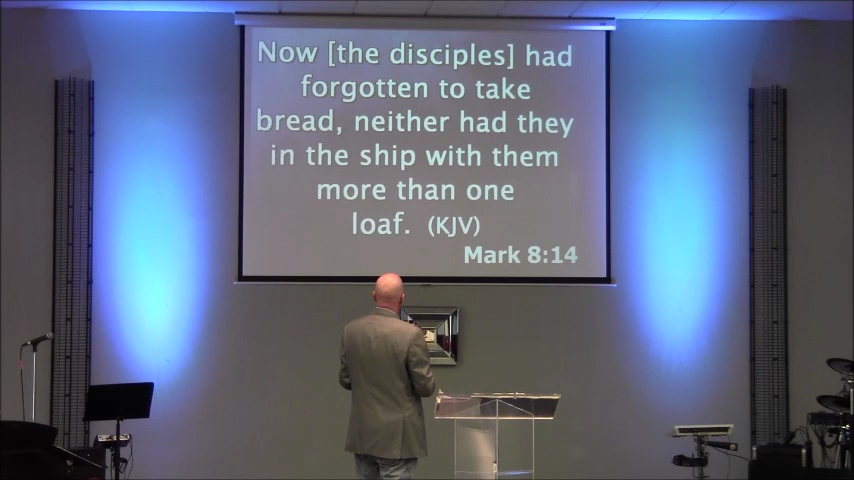 Now [the disciples] had
forgotten to take
bread, neither had they
in the ship with them
more than one
loaf. (KJV)
Mark 8:14